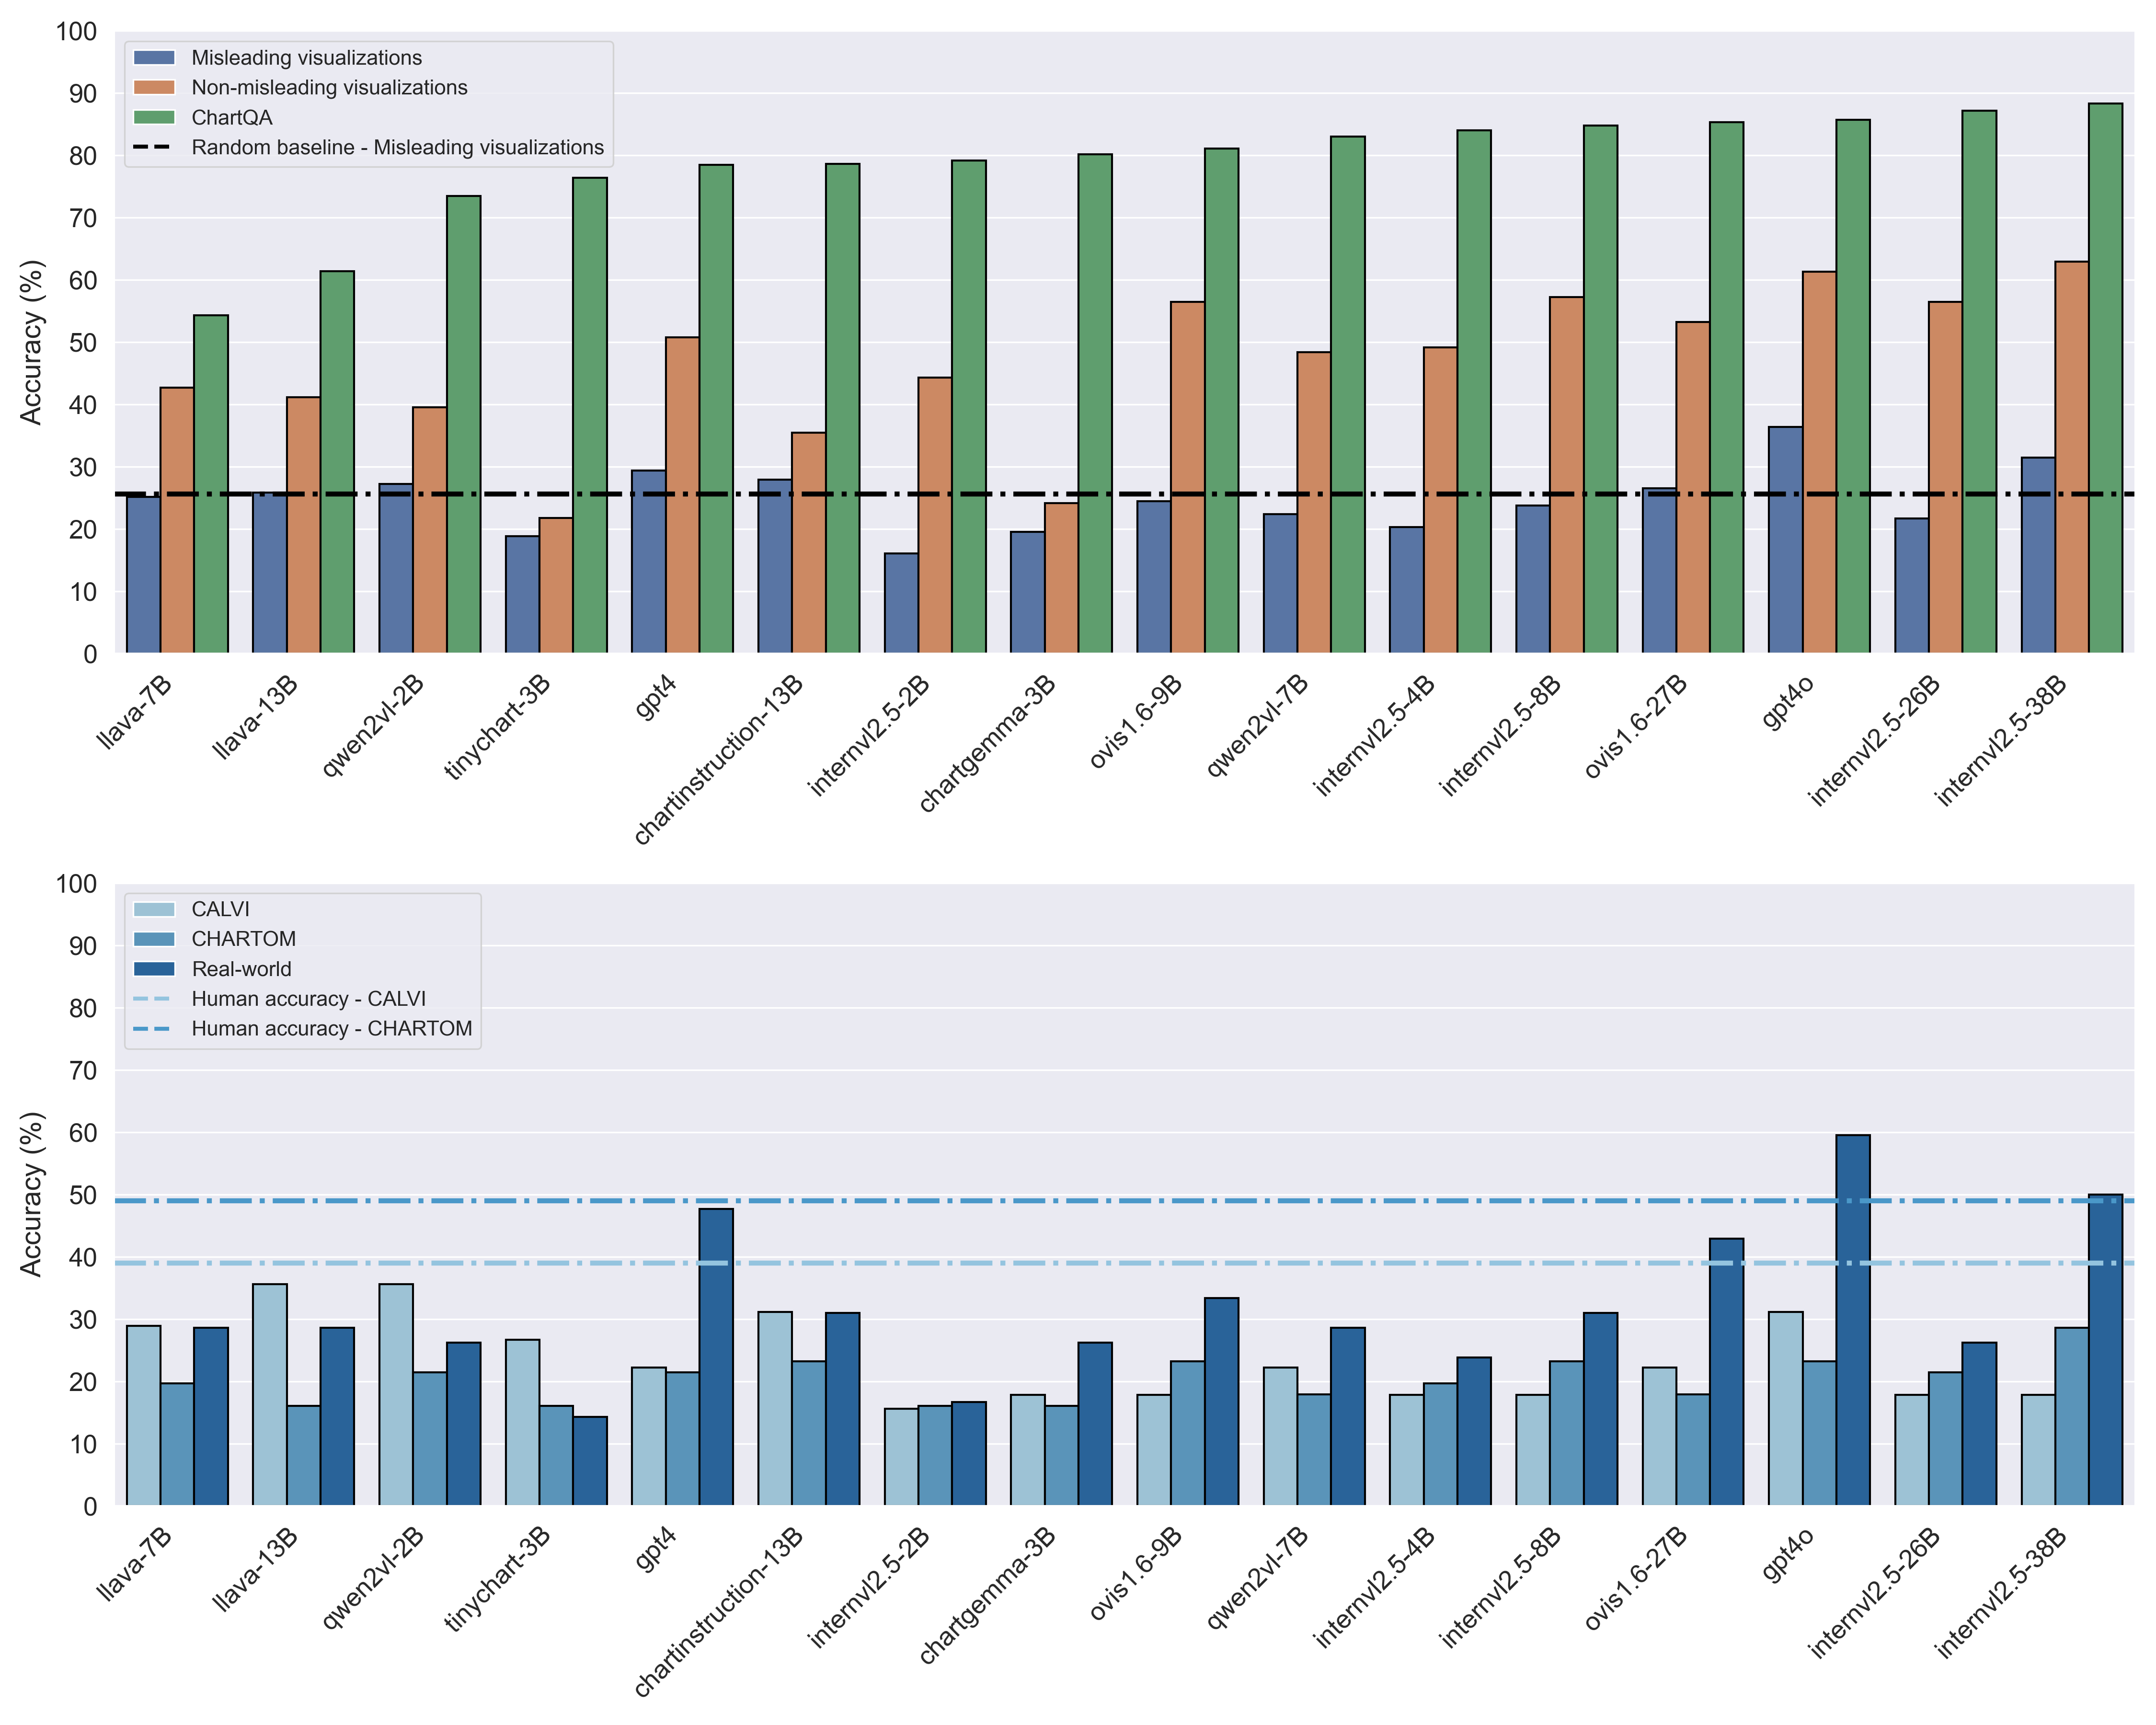 100
90
80
70
60
50
40
30
20
10
0
Accuracy (%)
Misleading visualizations
Non-misleading visualizations
ChartQA
Random baseline - Misleading visualizations
llava-7B
llava-13B
qwen2vl-2B
tinychart-3B
gpt4
chartinstruction-13B
internvl2.5-2B
chartgemma-3B
ovis1.6-9B
qwen2vl-7B
internvl2.5-4B
internvl2.5-8B
ovis1.6-27B
gpt4o
internvl2.5-26B
internvl2.5-38B
100
90
80
70
60
50
40
30
20
10
0
Accuracy (%)
CALVI
CHARTOM
Real-world
Human accuracy - CALVI
Human accuracy - CHARTOM
llava-7B
llava-13B
qwen2vl-2B
tinychart-3B
gpt4
chartinstruction-13B
internvl2.5-2B
chartgemma-3B
ovis1.6-9B
qwen2vl-7B
internvl2.5-4B
internvl2.5-8B
ovis1.6-27B
gpt4o
internvl2.5-26B
internvl2.5-38B